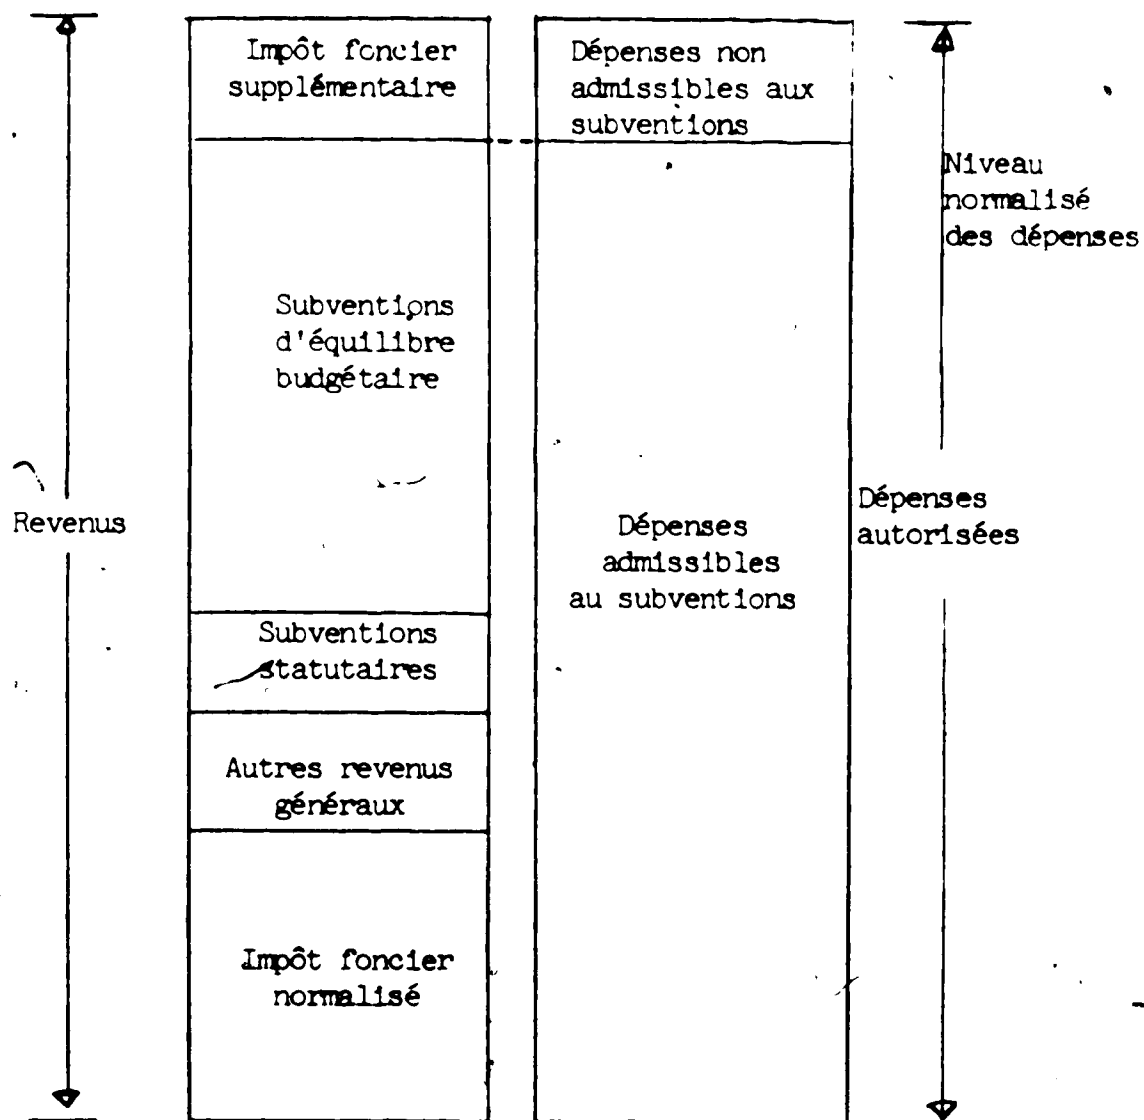 Impôt foncier
supplémentaire
Dépenses non
admissibles aux
subventions
Niveau
normalisé
des dépenses
Subventions
d'équilibre
budgétaire
Revenus
Dépenses
admissibles
au subventions
Dépenses
autorisées
Subventions
statutaires
Autres revenus
généraux
Impôt foncier
normalisé